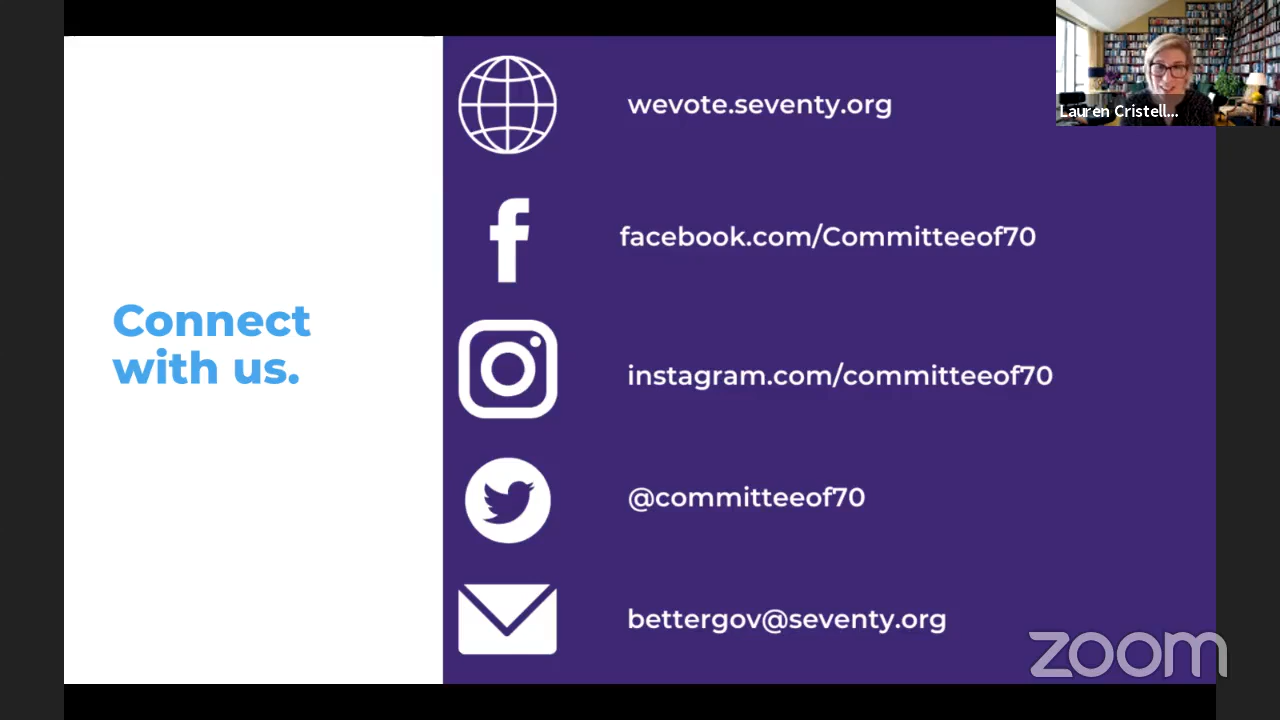 Connect
with us.
wevote.seventy.org
facebook.com/Committeeof70
instagram.com/committeeof70
@committeeof70
bettergov@seventy.org
Lauren Cristell...
zoom